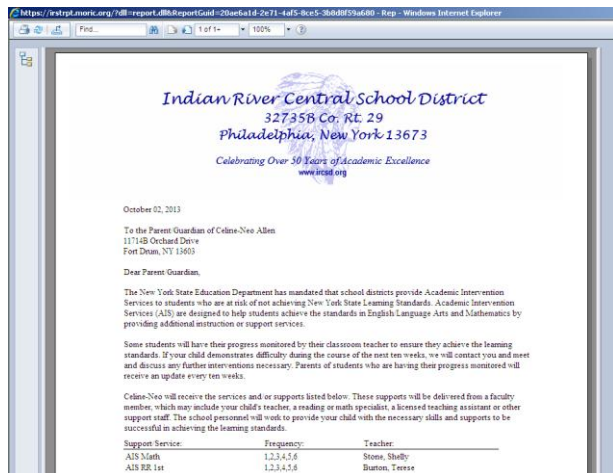 https://irstrpt.moric.org/?dll=report.dll&ReportGuid=20ae6a1d-2e71-4af5-8ce5-3b8d8f59a680 - Rep - Windows Internet Explorer
Find...
1 of 1+
100%
Indian River Central School District
32735B Co. Rt. 29
Philadelphia, New York 13673
Celebrating Over 50 Years of Academic Excellence
www.ircsd.org
October 02, 2013
To the Parent/Guardian of Celine-Neo Allen
11714B Orchard Drive
Fort Drum, NY 13603
Dear Parent/Guardian,
The New York State Education Department has mandated that school districts provide Academic Intervention
Services to students who are at risk of not achieving New York State Learning Standards. Academic Intervention
Services (AIS) are designed to help students achieve the standards in English/Language Arts and Mathematics by
providing additional instruction or support services.
Some students will have their progress monitored by their classroom teacher to ensure they achieve the learning
standards. If your child demonstrates difficulty during the course of the next ten weeks, we will contact you and meet
and discuss any further interventions necessary. Parents of students who are having their progress monitored will
receive an update every ten weeks.
Celine-Neo will receive the services and/or supports listed below. These supports will be delivered from a faculty
member, which may include your child's teacher, a reading or math specialist, a licensed teaching assistant or other
support staff. The school personnel will work to provide your child with the necessary skills and supports to be
successful in achieving the learning standards.
Support/Service: Frequency: Teacher:
AIS Math 1,2,3,4,5,6 Stone, Shelly
AIS RR 1st 1,2,3,4,5,6 Burton, Terese